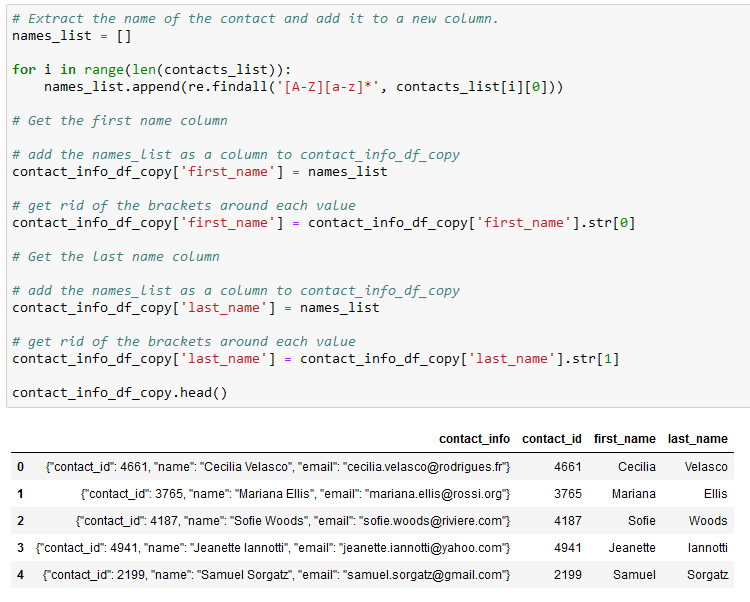 # Extract the name of the contact and add it to a new column.
names_list = []
for i in range(len(contacts_list)):
names_list.append(re.findall('[A-Z][a-z]*', contacts_list[i][0]))
# Get the first name column
# add the names_list as a column to contact_info_df_copy
contact_info_df_copy['first_name'] = names_list
# get rid of the brackets around each value
contact_info_df_copy['first_name'] = contact_info_df_copy['first_name'].str[0]
# Get the last name column
# add the names_list as a column to contact_info_df_copy
contact_info_df_copy['last_name'] = names_list
# get rid of the brackets around each value
contact_info_df_copy['last_name'] = contact_info_df_copy['last_name'].str[1]
contact_info_df_copy.head()
contact_info contact_id first_name last_name
0 {"contact_id": 4661, "name": "Cecilia Velasco", "email": "cecilia.velasco@rodrigues.fr"} 4661 Cecilia Velasco
1 {"contact_id": 3765, "name": "Mariana Ellis", "email": "mariana.ellis@rossi.org"} 3765 Mariana Ellis
2 {"contact_id": 4187, "name": "Sofie Woods", "email": "sofie.woods@riviere.com"} 4187 Sofie Woods
3 {"contact_id": 4941, "name": "Jeanette Iannotti", "email": "jeanette.iannotti@yahoo.com"} 4941 Jeanette Iannotti
4 {"contact_id": 2199, "name": "Samuel Sorgatz", "email": "samuel.sorgatz@gmail.com"} 2199 Samuel Sorgatz